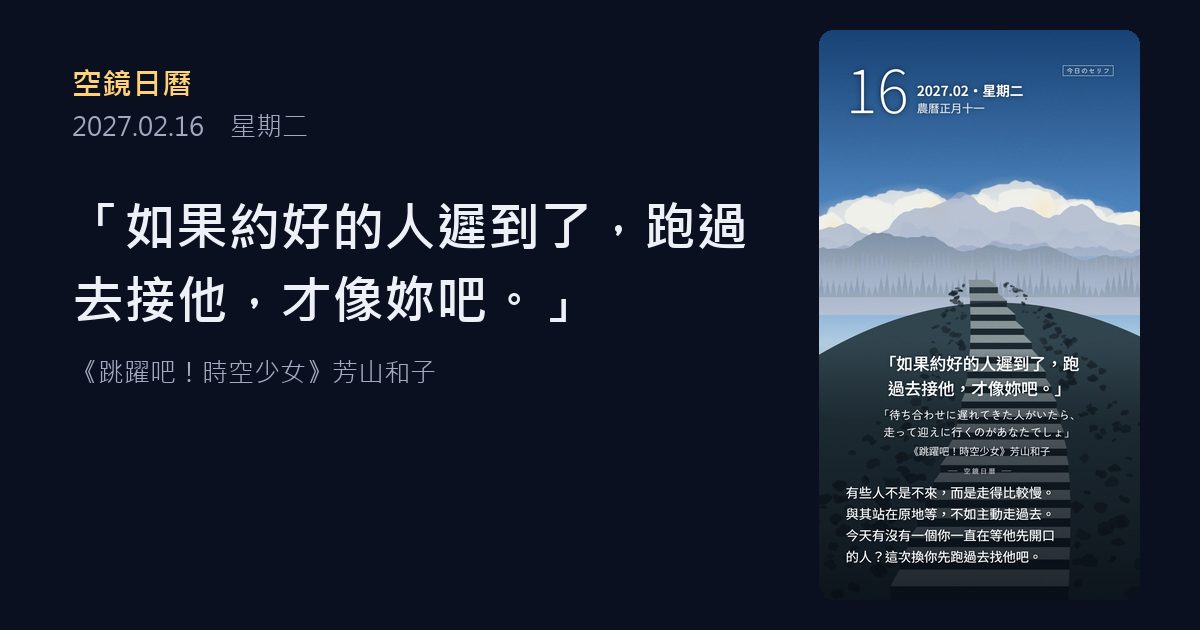 空鏡日曆
2027.02.16 星期二
「如果約好的人遲到了，跑過
去接他，才像妳吧。」
《跳躍吧！時空少女》芳山和子
16
2027.02・星期二
農曆正月十一
今日のセリフ
「如果約好的人遲到了，跑
過去接他，才像妳吧。」
「待ち合わせに遅れてきた人がいたら、
走って迎えに行くのがあなたでしょ」
《跳躍吧！時空少女》芳山和子
— 空鏡日曆 —
有些人不是不來，而是走得比較慢。
與其站在原地等，不如主動走過去。
今天有沒有一個你一直在等他先開口
的人？這次換你先跑過去找他吧。